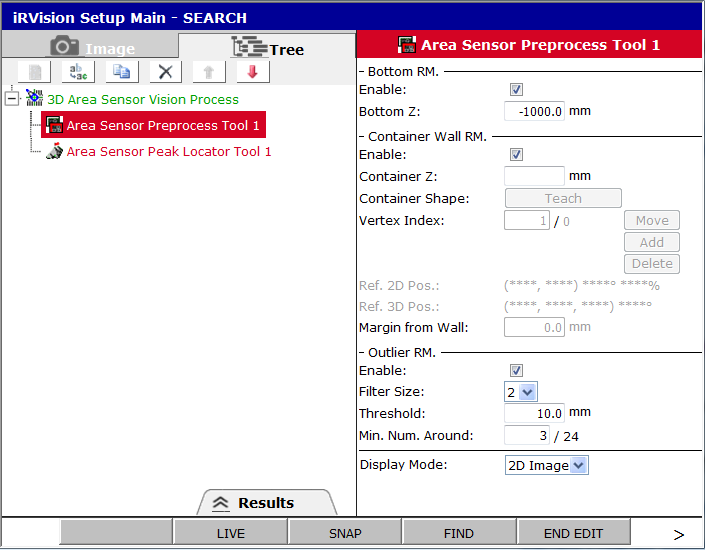 iRVision Setup Main - SEARCH
Image
Tree
3D Area Sensor Vision Process
Area Sensor Preprocess Tool 1
Area Sensor Peak Locator Tool 1
Results
Area Sensor Preprocess Tool 1
- Bottom RM.
Enable:
Bottom Z: -1000.0 mm
- Container Wall RM.
Enable:
Container Z: mm
Container Shape: Teach
Vertex Index: 1 / 0 Move
Add
Delete
Ref. 2D Pos.: (****, ****) ****° ****%
Ref. 3D Pos.: (****, ****, ****) ****°
Margin from Wall: 0.0 mm
- Outlier RM.
Enable:
Filter Size: 2
Threshold: 10.0 mm
Min. Num. Around: 3 / 24
Display Mode: 2D Image
LIVE SNAP FIND END EDIT >